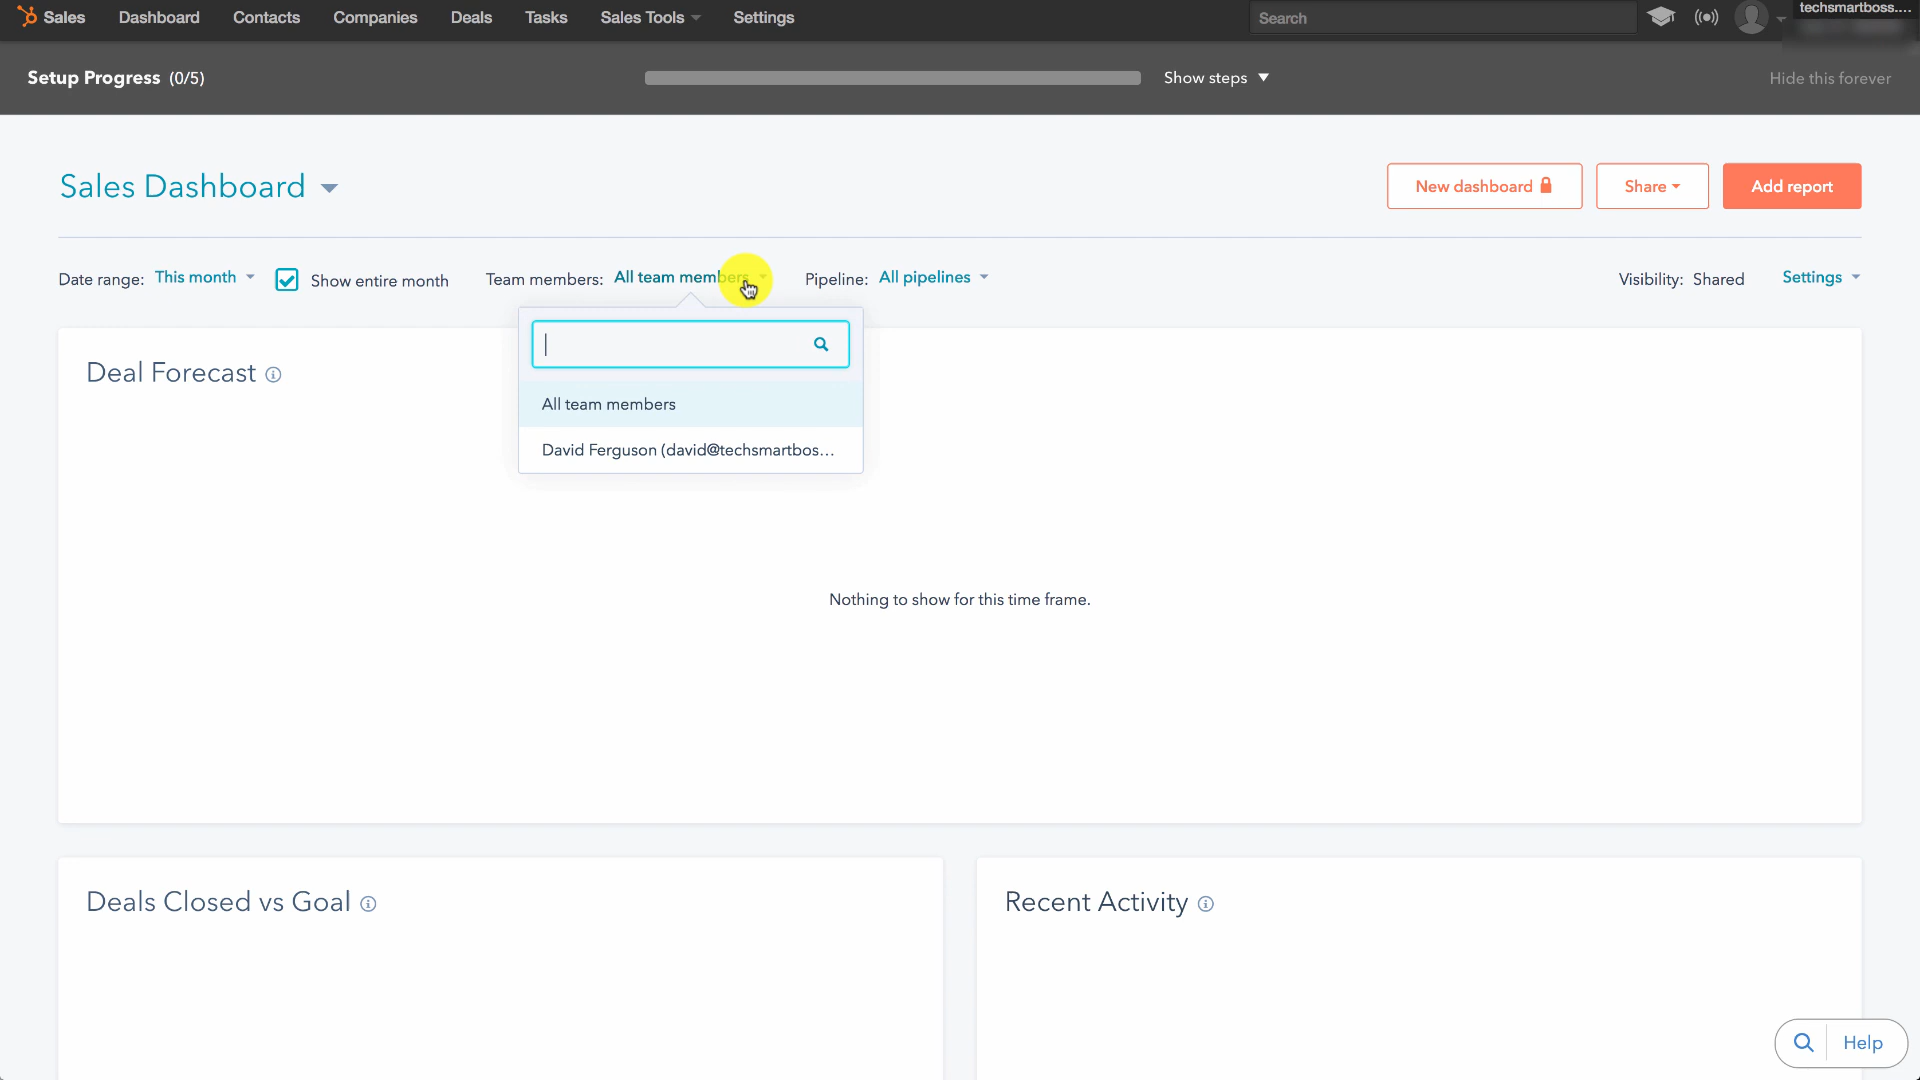 Sales Dashboard Contacts Companies Deals Tasks Sales Tools Settings Search techsmartboss....
Setup Progress (0/5) Show steps Hide this forever
Sales Dashboard New dashboard Share Add report
Date range: This month Show entire month Team members: All team members Pipeline: All pipelines Visibility: Shared Settings
Deal Forecast
All team members
David Ferguson (david@techsmartbos...
Nothing to show for this time frame.
Deals Closed vs Goal Recent Activity
Help